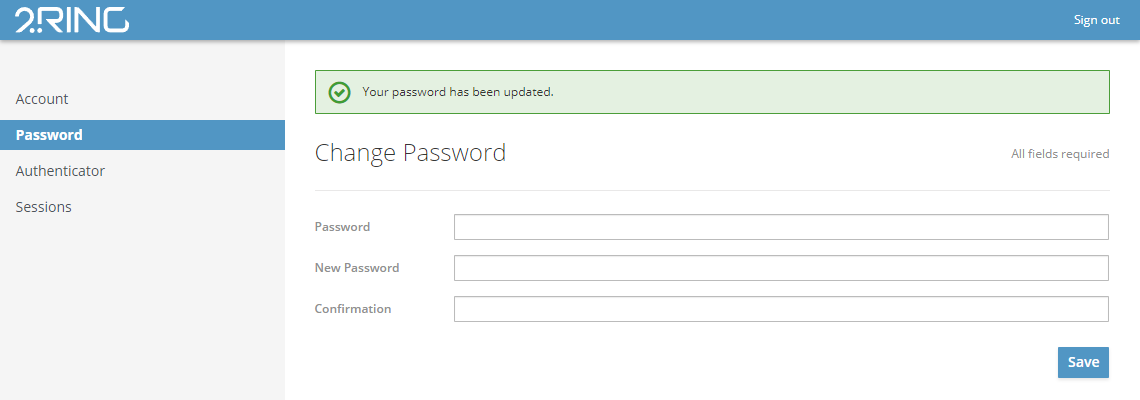 2RING
Sign out
Account
Password
Authenticator
Sessions
Your password has been updated.
Change Password
All fields required
Password
New Password
Confirmation
Save